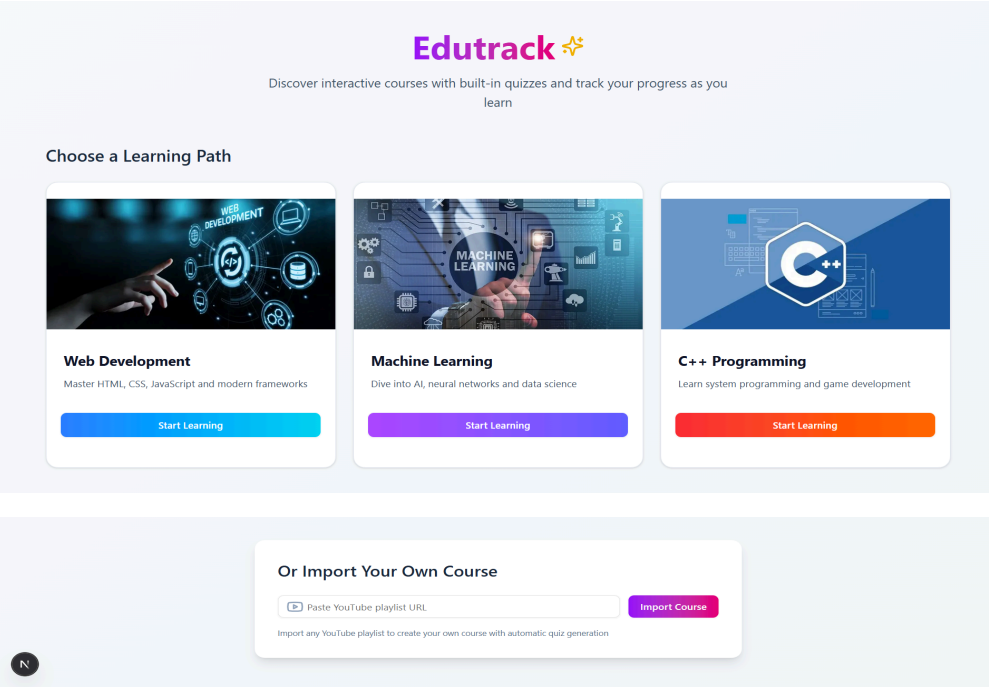 Edutrack
Discover interactive courses with built-in quizzes and track your progress as you
learn
Choose a Learning Path
WEB
DEVELOPMENT
MACHINE
LEARNING
C++
Web Development
Master HTML, CSS, JavaScript and modern frameworks
Start Learning
Machine Learning
Dive into AI, neural networks and data science
Start Learning
C++ Programming
Learn system programming and game development
Start Learning
Or Import Your Own Course
Paste YouTube playlist URL
Import Course
Import any YouTube playlist to create your own course with automatic quiz generation
N